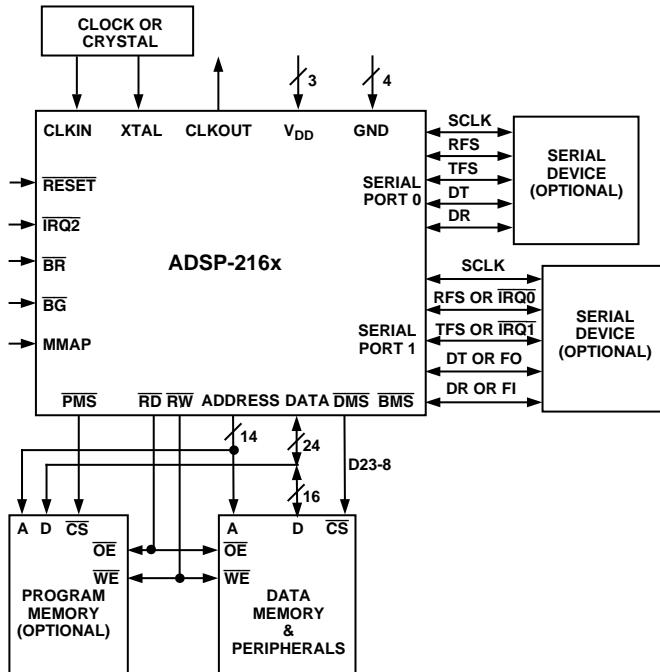 CLOCK OR
CRYSTAL
3
4
CLKIN XTAL CLKOUT VDD GND
SCLK
RFS
TFS
DT
DR
SERIAL
PORT 0
SERIAL
DEVICE
(OPTIONAL)
RESET
IRQ2
BR
BG
MMAP
ADSP-216x
SCLK
RFS OR IRQ0
TFS OR IRQ1
DT OR FO
DR OR FI
SERIAL
PORT 1
SERIAL
DEVICE
(OPTIONAL)
PMS RD RW ADDRESS DATA DMS BMS
14
24
D23-8
16
A D CS
OE
WE
PROGRAM
MEMORY
(OPTIONAL)
A D CS
OE
WE
DATA
MEMORY
&
PERIPHERALS